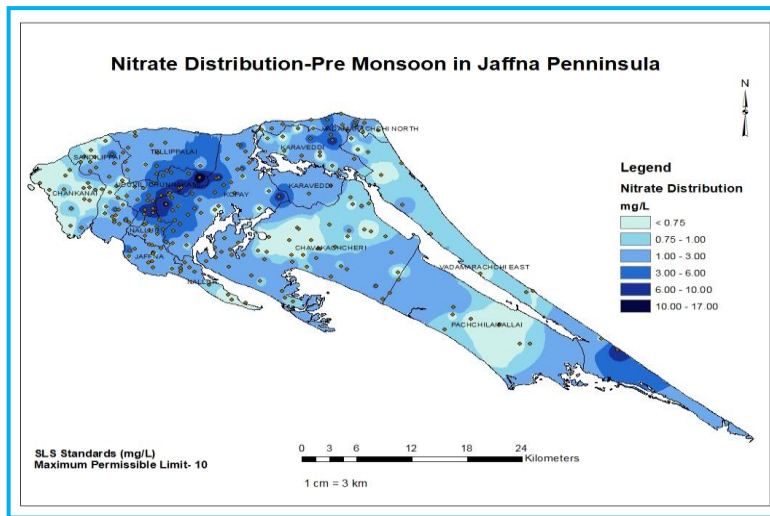 Nitrate Distribution-Pre Monsoon in Jaffna Penninsula
N
VADAMARACHCHI NORTH
KARAVEDDI
TELLIPPALAI
SANDILIPPAI
CHANKANAI
KOPAY
KARAVEDDI
NALLUR
JAFFNA
CHAVAKACHCHERI
VADAMARACHCHI EAST
PACHCHILAIPALLAI
Legend
Nitrate Distribution
mg/L
< 0.75
0.75 - 1.00
1.00 - 3.00
3.00 - 6.00
6.00 - 10.00
10.00 - 17.00
SLS Standards (mg/L)
Maximum Permissible Limit- 10
0 3 6 12 18 24
Kilometers
1 cm = 3 km